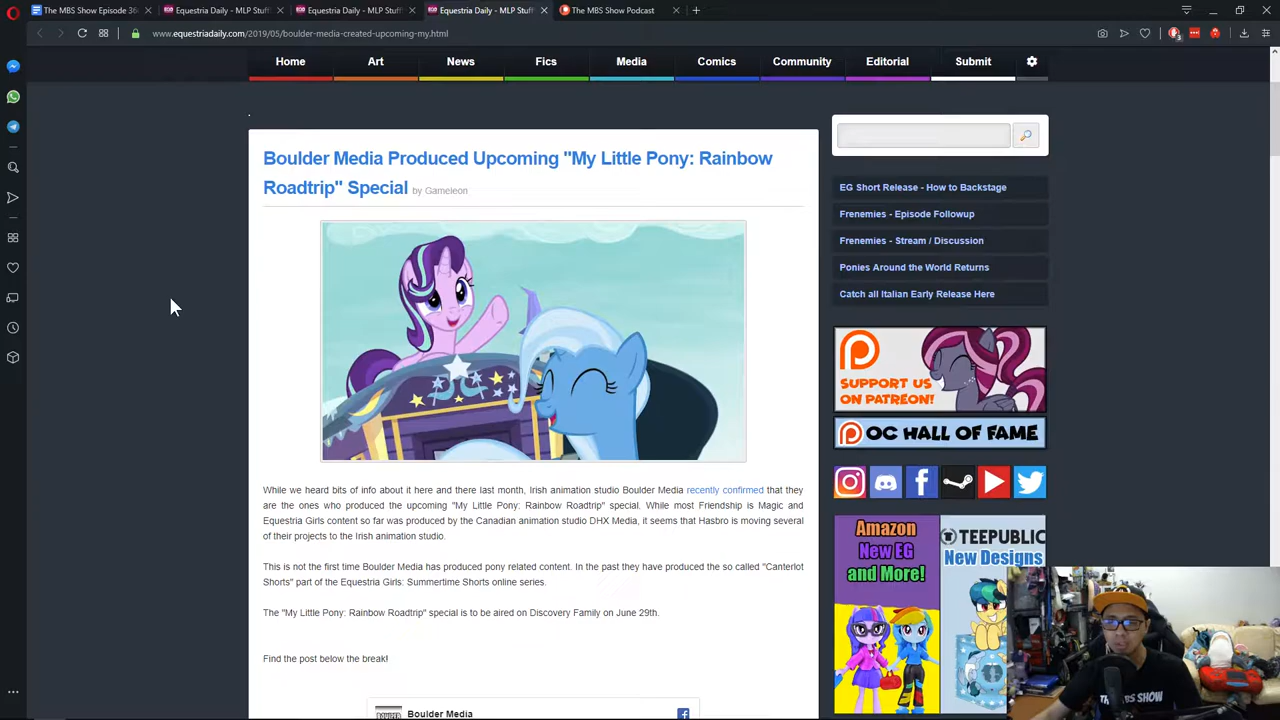 The MBS Show Episode 36
Equestria Daily - MLP Stuf
Equestria Daily - MLP Stuf
Equestria Daily - MLP Stuf
The MBS Show Podcast
www.equestriadaily.com/2019/05/boulder-media-created-upcoming-my.html
3
Home
Art
News
Fics
Media
Comics
Community
Editorial
Submit
Boulder Media Produced Upcoming "My Little Pony: Rainbow
Roadtrip" Special by Gameleon
While we heard bits of info about it here and there last month, Irish animation studio Boulder Media recently confirmed that they
are the ones who produced the upcoming "My Little Pony: Rainbow Roadtrip" special. While most Friendship is Magic and
Equestria Girls content so far was produced by the Canadian animation studio DHX Media, it seems that Hasbro is moving several
of their projects to the Irish animation studio.
This is not the first time Boulder Media has produced pony related content. In the past they have produced the so called "Canterlot
Shorts" part of the Equestria Girls: Summertime Shorts online series.
The "My Little Pony: Rainbow Roadtrip" special is to be aired on Discovery Family on June 29th.
Find the post below the break!
Boulder Media
EG Short Release - How to Backstage
Frenemies - Episode Followup
Frenemies - Stream / Discussion
Ponies Around the World Returns
Catch all Italian Early Release Here
SUPPORT US
ON PATREON!
OC HALL OF FAME
Amazon
New EG
and More!
TEEPUBLIC
New Designs
THE MBS SHOW